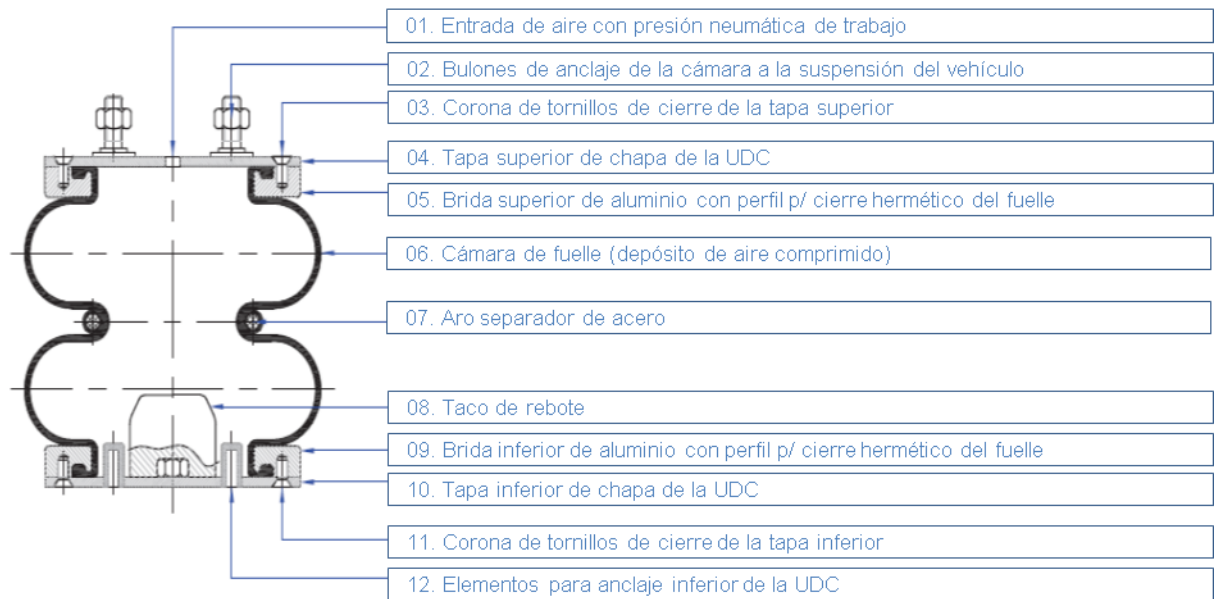 01. Entrada de aire con presión neumática de trabajo
02. Bulones de anclaje de la cámara a la suspensión del vehículo
03. Corona de tornillos de cierre de la tapa superior
04. Tapa superior de chapa de la UDC
05. Brida superior de aluminio con perfil p/ cierre hermético del fuelle
06. Cámara de fuelle (depósito de aire comprimido)
07. Aro separador de acero
08. Taco de rebote
09. Brida inferior de aluminio con perfil p/ cierre hermético del fuelle
10. Tapa inferior de chapa de la UDC
11. Corona de tornillos de cierre de la tapa inferior
12. Elementos para anclaje inferior de la UDC